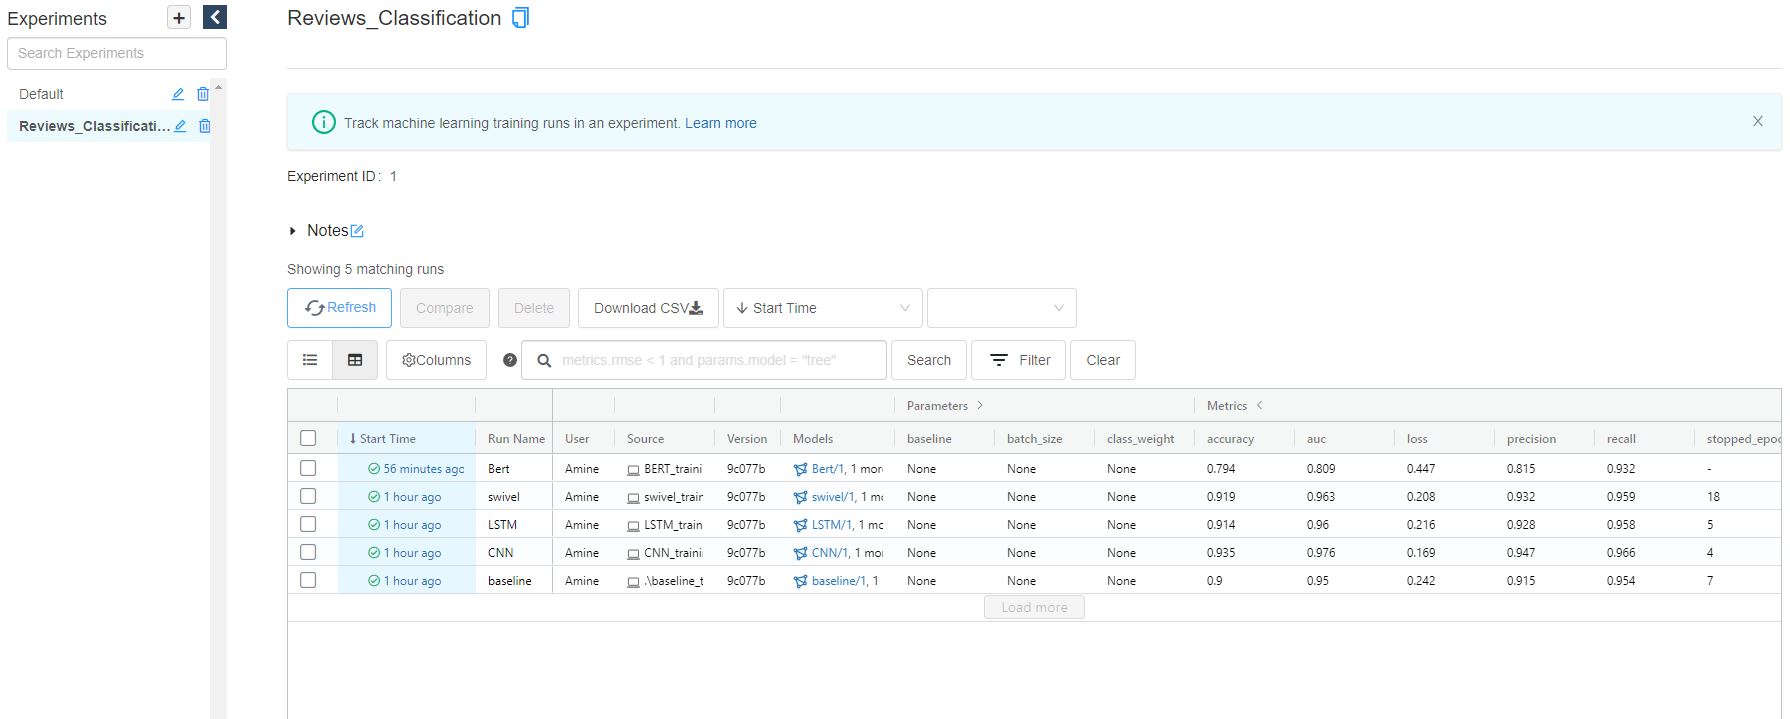 Experiments
Search Experiments
Default
Reviews_Classificati...
Reviews_Classification
Track machine learning training runs in an experiment. Learn more
Experiment ID: 1
Notes
Showing 5 matching runs
Refresh Compare Delete Download CSV Start Time
Columns metrics.rmse < 1 and params.model = "tree" Search Filter Clear
Parameters > Metrics <
Start Time Run Name User Source Version Models baseline batch_size class_weight accuracy auc loss precision recall stopped_epoc
56 minutes agc Bert Amine BERT_traini 9c077b Bert/1, 1 more None None None 0.794 0.809 0.447 0.815 0.932 -
1 hour ago swivel Amine swivel_train 9c077b swivel/1, 1 mc None None None 0.919 0.963 0.208 0.932 0.959 18
1 hour ago LSTM Amine LSTM_train 9c077b LSTM/1, 1 mc None None None 0.914 0.96 0.216 0.928 0.958 5
1 hour ago CNN Amine CNN_traini 9c077b CNN/1, 1 mor None None None 0.935 0.976 0.169 0.947 0.966 4
1 hour ago baseline Amine .\baseline_t 9c077b baseline/1, 1 None None None 0.9 0.95 0.242 0.915 0.954 7
Load more